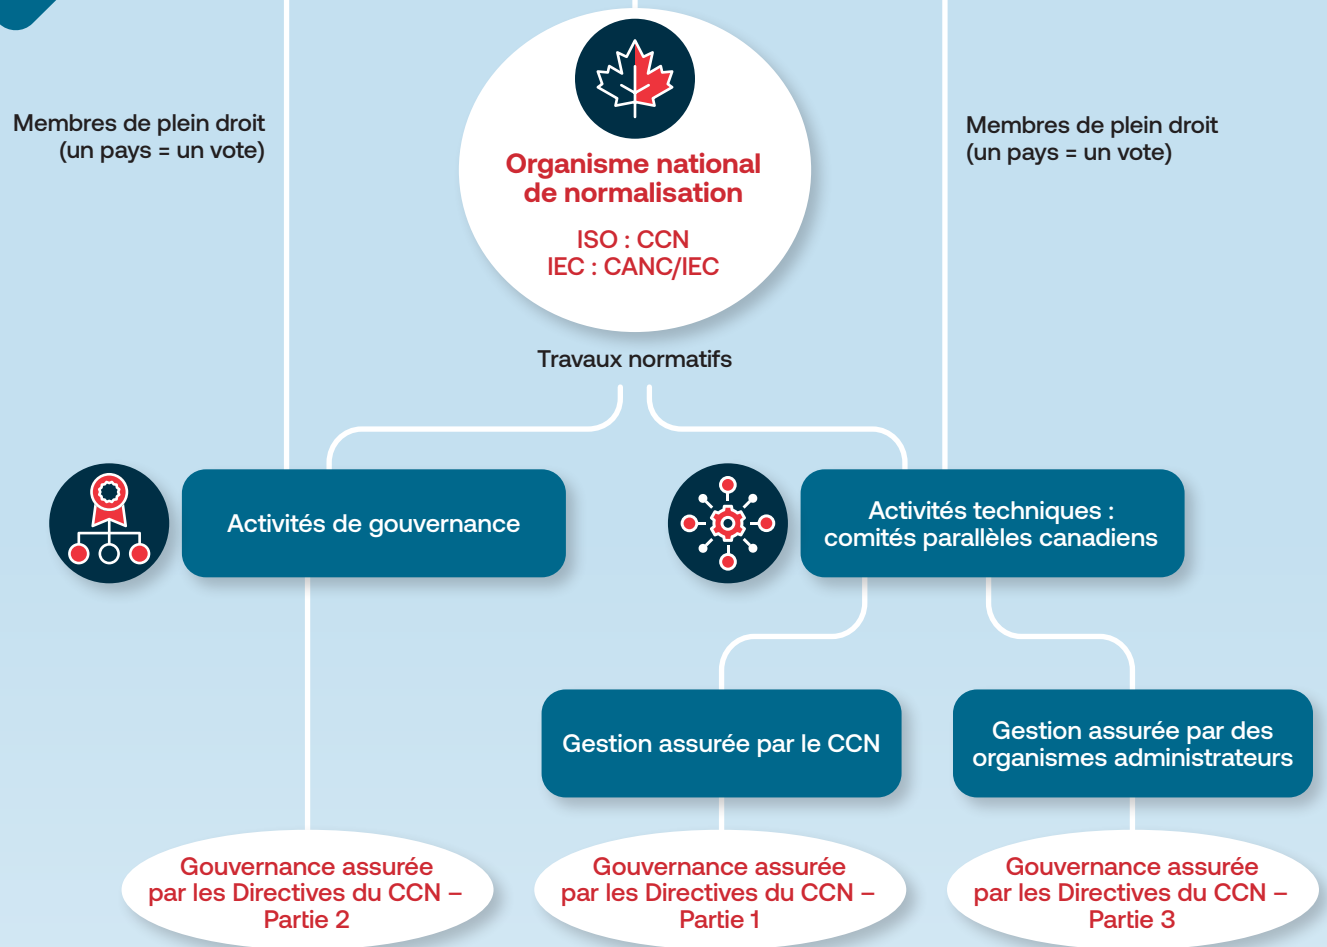 Membres de plein droit
(un pays = un vote)
Organisme national
de normalisation
ISO : CCN
IEC : CANC/IEC
Membres de plein droit
(un pays = un vote)
Travaux normatifs
Activités de gouvernance
Activités techniques :
comités parallèles canadiens
Gestion assurée par le CCN
Gestion assurée par des
organismes administrateurs
Gouvernance assurée
par les Directives du CCN –
Partie 2
Gouvernance assurée
par les Directives du CCN –
Partie 1
Gouvernance assurée
par les Directives du CCN –
Partie 3